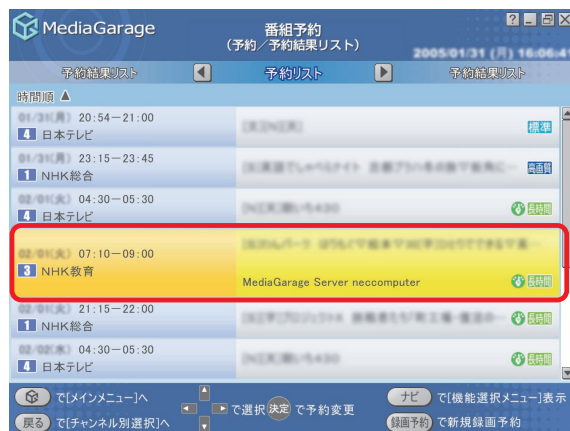 MediaGarage
番組予約
(予約／予約結果リスト)
2005/01/31 (月) 16:06:41
予約結果リスト
予約リスト
予約結果リスト
時間順 ▲
01/31(月) 20:54－21:00
4 日本テレビ
標準
01/31(月) 23:15－23:45
1 NHK総合
高画質
02/01(火) 04:30－05:30
4 日本テレビ
長時間
02/01(火) 07:10－09:00
3 NHK教育
MediaGarage Server neccomputer
長時間
02/01(火) 21:15－22:00
1 NHK総合
長時間
02/02(水) 04:30－05:30
4 日本テレビ
長時間
で[メインメニュー]へ
戻る で[チャンネル別選択]へ
で選択 決定 で予約変更
ナビ で[機能選択メニュー]表示
録画予約 で新規録画予約